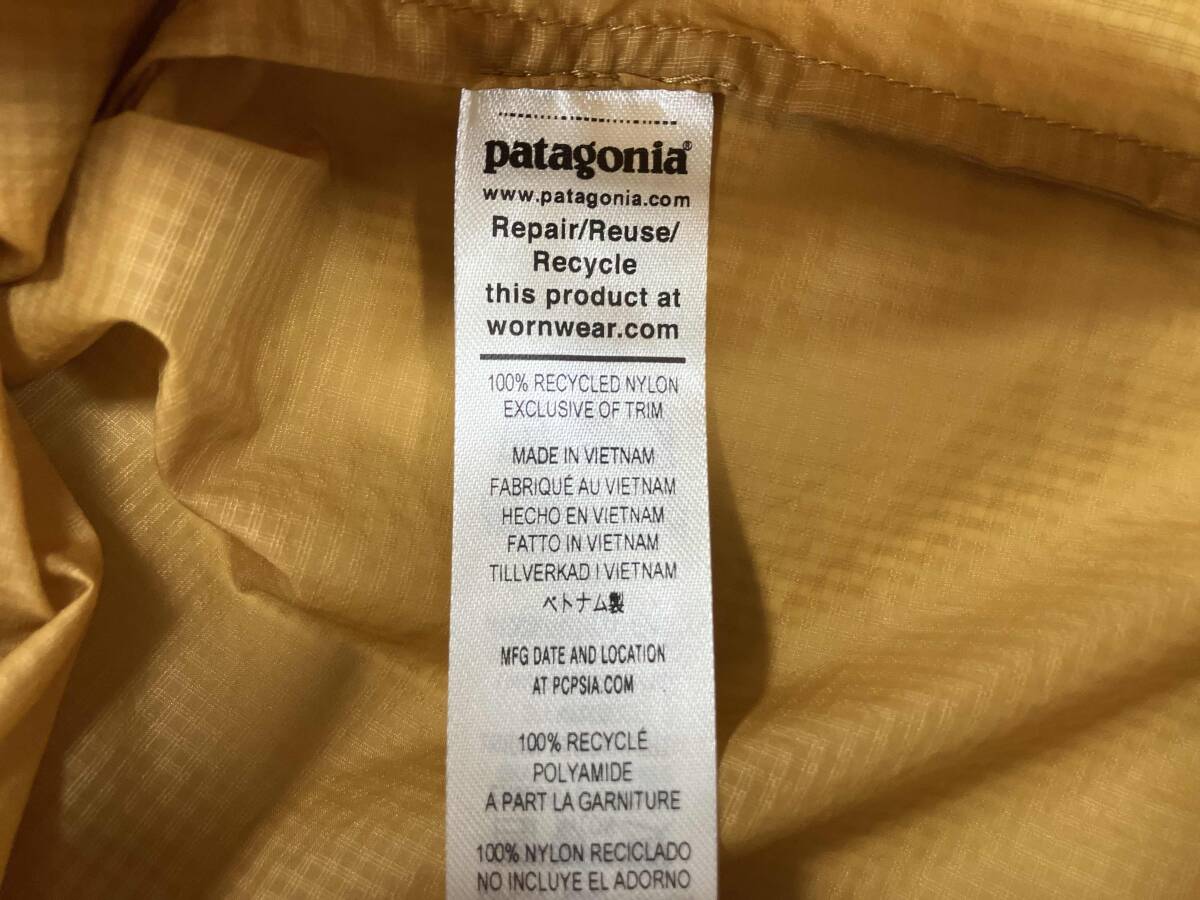 patagonia®
www.patagonia.com
Repair/Reuse/
Recycle
this product at
wornwear.com
100% RECYCLED NYLON
EXCLUSIVE OF TRIM
MADE IN VIETNAM
FABRIQUÉ AU VIETNAM
HECHO EN VIETNAM
FATTO IN VIETNAM
TILLVERKAD I VIETNAM
ベトナム製
MFG DATE AND LOCATION
AT PCPSIA.COM
100% RECYCLÉ
POLYAMIDE
A PART LA GARNITURE
100% NYLON RECICLADO
NO INCLUYE EL ADORNO